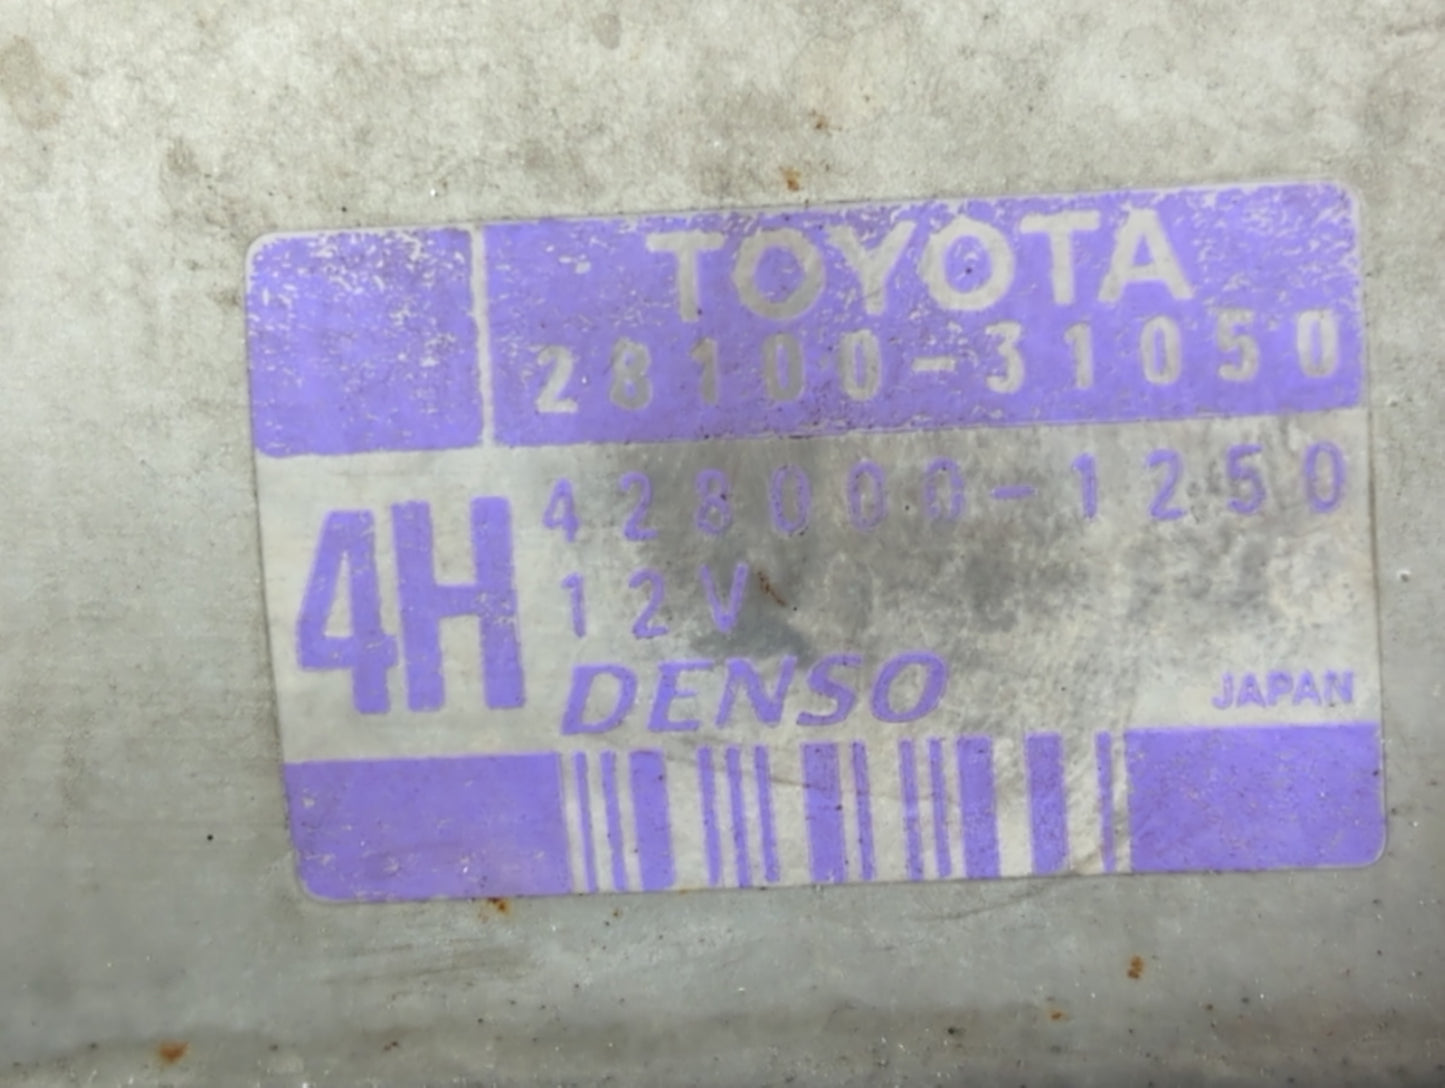 TOYOTA
28100-31050
4H
428000-1250
12V
DENSO
JAPAN